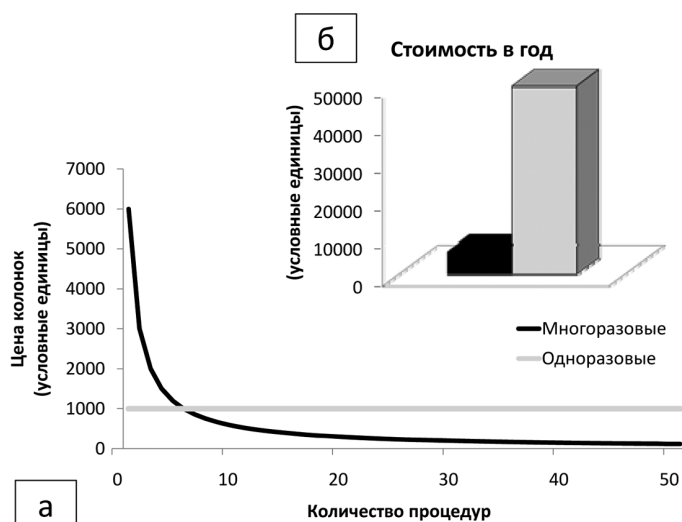 б
Стоимость в год
(условные единицы)
50000
40000
30000
20000
10000
0
Цена колонок
(условные единицы)
7000
6000
5000
4000
3000
2000
1000
0
Многоразовые
Одноразовые
0 10 20 30 40 50
Количество процедур
а